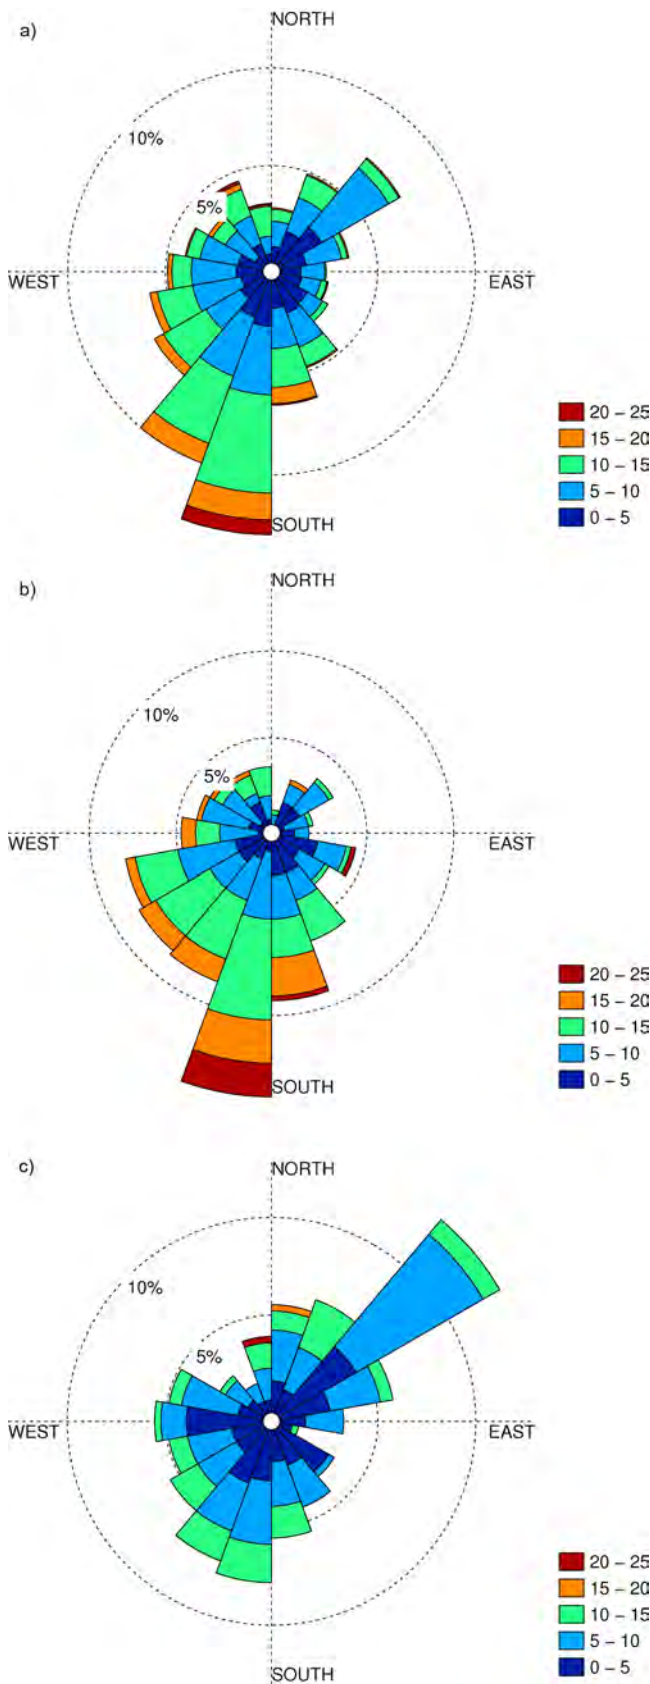 a)
NORTH
10%
5%
WEST
EAST
SOUTH
20 – 25
15 – 20
10 – 15
5 – 10
0 – 5
b)
NORTH
10%
5%
WEST
EAST
SOUTH
20 – 25
15 – 20
10 – 15
5 – 10
0 – 5
c)
NORTH
10%
5%
WEST
EAST
SOUTH
20 – 25
15 – 20
10 – 15
5 – 10
0 – 5